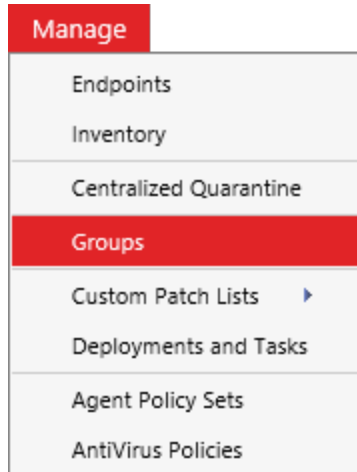 Manage
Endpoints
Inventory
Centralized Quarantine
Groups
Custom Patch Lists
Deployments and Tasks
Agent Policy Sets
AntiVirus Policies